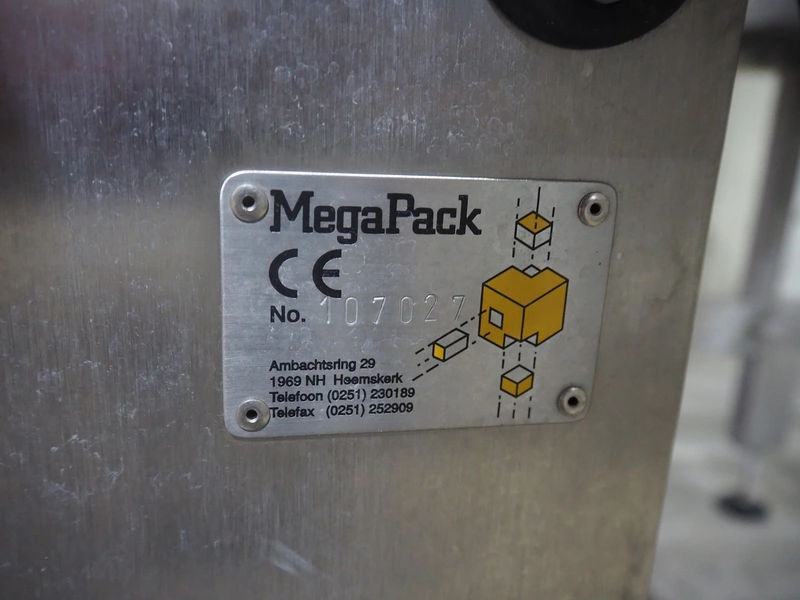 MegaPack
CE
No. 107027
Ambachtsring 29
1969 NH Heemskerk
Telefoon (0251) 230189
Telefax (0251) 252909